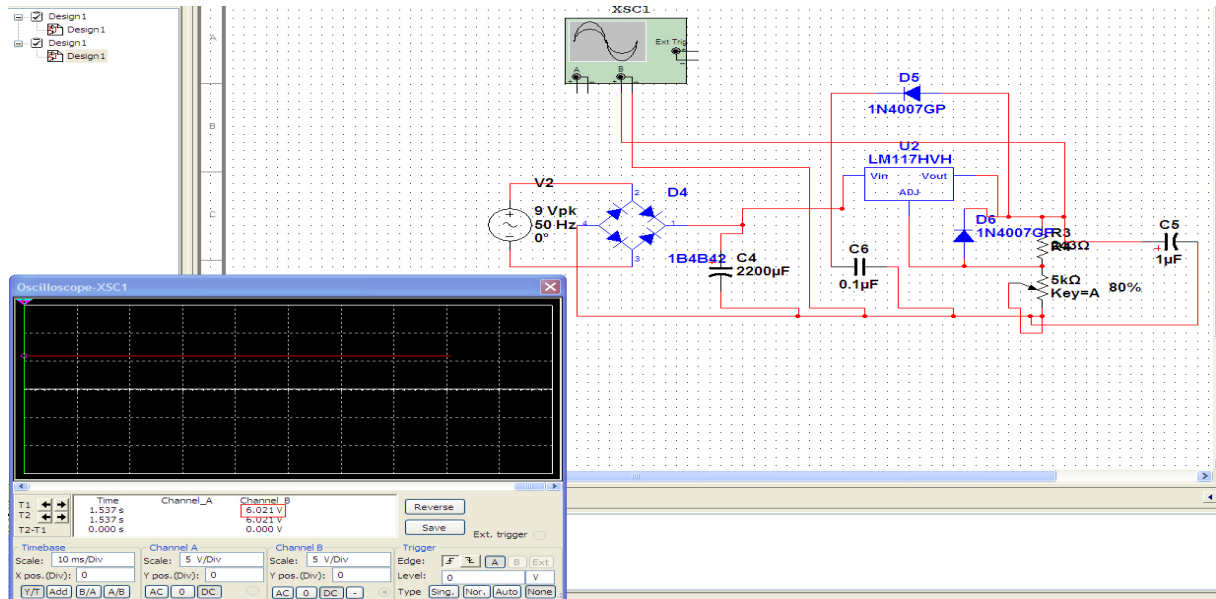 Design1
Design1
Design1
Design1
A
B
C
XSC1
Ext Trig
A
B
D5
1N4007GP
U2
LM117HVH
Vin
Vout
ADJ
V2
9 Vpk
50 Hz
0°
2
4
1
3
D4
1B4B42
C4
2200µF
C6
0.1µF
D6
1N4007GP
R3
5kΩ
Key=A
80%
C5
1µF
Oscilloscope-XSC1
Time Channel_A Channel_B
T1 1.537 s 6.021 V
T2 1.537 s 6.021 V
T2-T1 0.000 s 0.000 V
Reverse
Save
Ext. trigger
Timebase
Scale: 10 ms/Div
X pos.(Div): 0
Y/T Add B/A A/B
Channel A
Scale: 5 V/Div
Y pos.(Div): 0
AC 0 DC
Channel B
Scale: 5 V/Div
Y pos.(Div): 0
AC 0 DC -
Trigger
Edge: A B Ext
Level: 0 V
Type Sing. Nor. Auto None